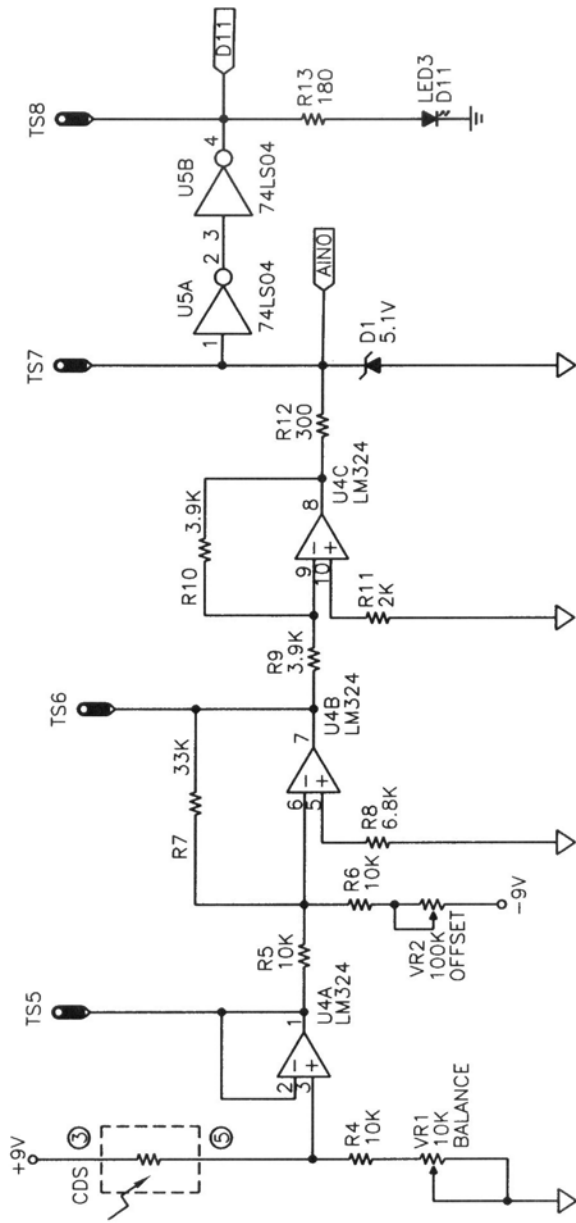 TS8
D11
U5B
4
3
74LS04
R13
180
LED3
D11
U5A
2
1
74LS04
TS7
AIN0
D1
5.1V
R12
300
3.9K
R10
8
U4C
LM324
9
10
−
+
R11
2K
R9
3.9K
TS6
33K
R7
7
U4B
LM324
6
5
−
+
R8
6.8K
R6
10K
VR2
100K
OFFSET
-9V
R5
10K
TS5
1
U4A
LM324
2
3
−
+
+9V
3
CDS
5
R4
10K
VR1
10K
BALANCE